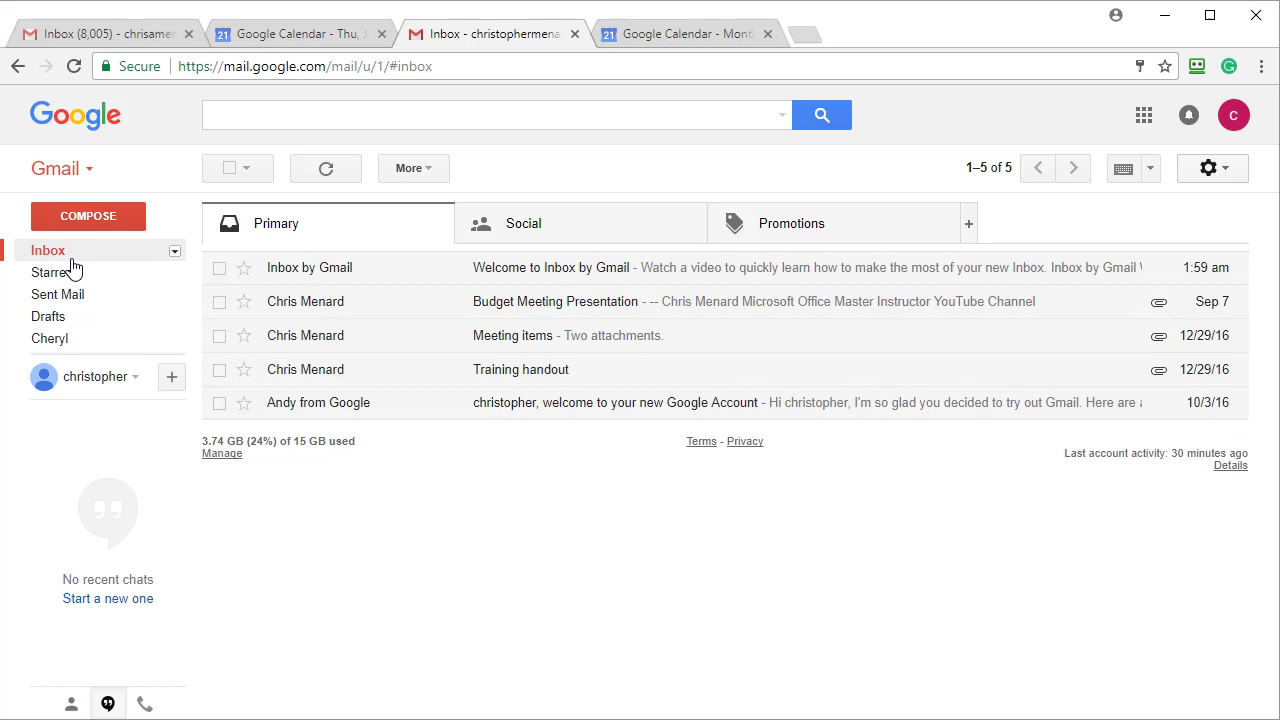 Inbox (8,005) - chrisamer
Google Calendar - Thu, J
Inbox - christophermena
Google Calendar - Mont
Secure
https://mail.google.com/mail/u/1/#inbox
Google
C
Gmail
More
1–5 of 5
COMPOSE
Primary
Social
Promotions
+
Inbox
Starre
Sent Mail
Drafts
Cheryl
christopher
+
Inbox by Gmail Welcome to Inbox by Gmail - Watch a video to quickly learn how to make the most of your new Inbox. Inbox by Gmail 1:59 am
Chris Menard Budget Meeting Presentation - -- Chris Menard Microsoft Office Master Instructor YouTube Channel Sep 7
Chris Menard Meeting items - Two attachments. 12/29/16
Chris Menard Training handout 12/29/16
Andy from Google christopher, welcome to your new Google Account - Hi christopher, I'm so glad you decided to try out Gmail. Here are 10/3/16
3.74 GB (24%) of 15 GB used
Manage
Terms - Privacy
Last account activity: 30 minutes ago
Details
No recent chats
Start a new one